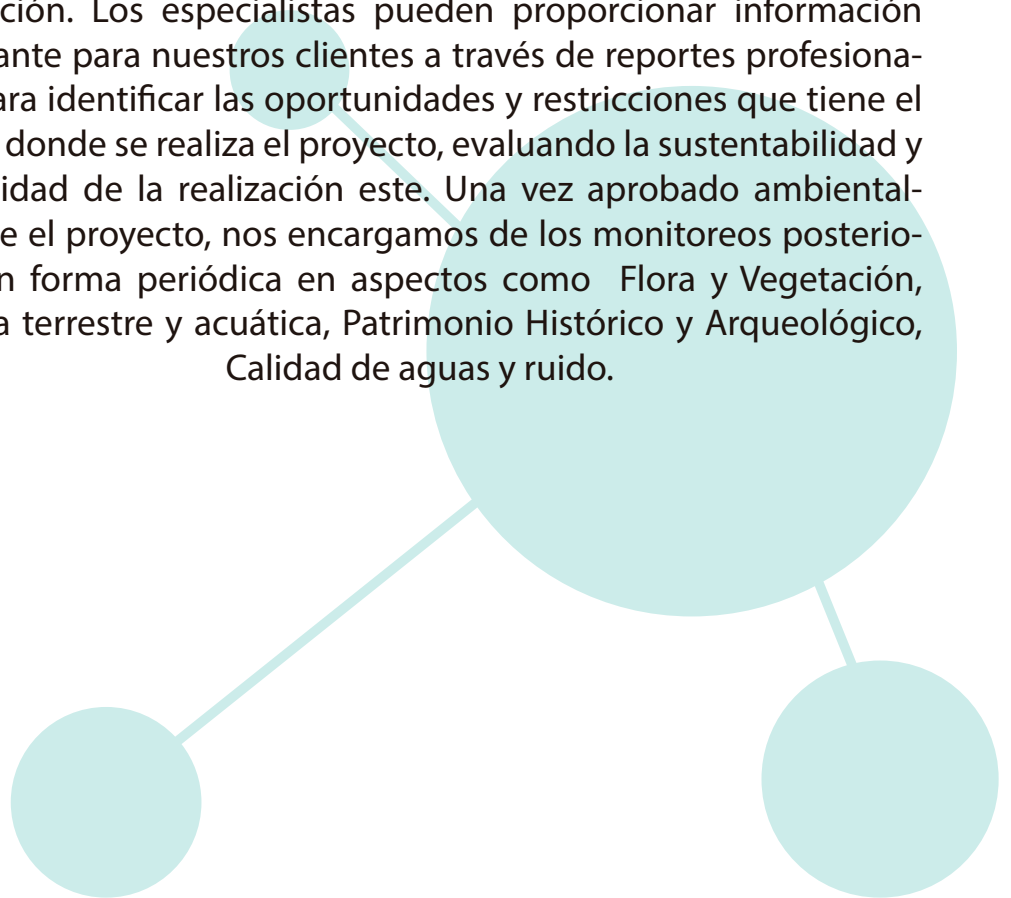 ción. Los especialistas pueden proporcionar información
ante para nuestros clientes a través de reportes profesiona-
ara identificar las oportunidades y restricciones que tiene el
donde se realiza el proyecto, evaluando la sustentabilidad y
idad de la realización este. Una vez aprobado ambiental-
e el proyecto, nos encargamos de los monitoreos posterio-
n forma periódica en aspectos como Flora y Vegetación,
a terrestre y acuática, Patrimonio Histórico y Arqueológico,
Calidad de aguas y ruido.